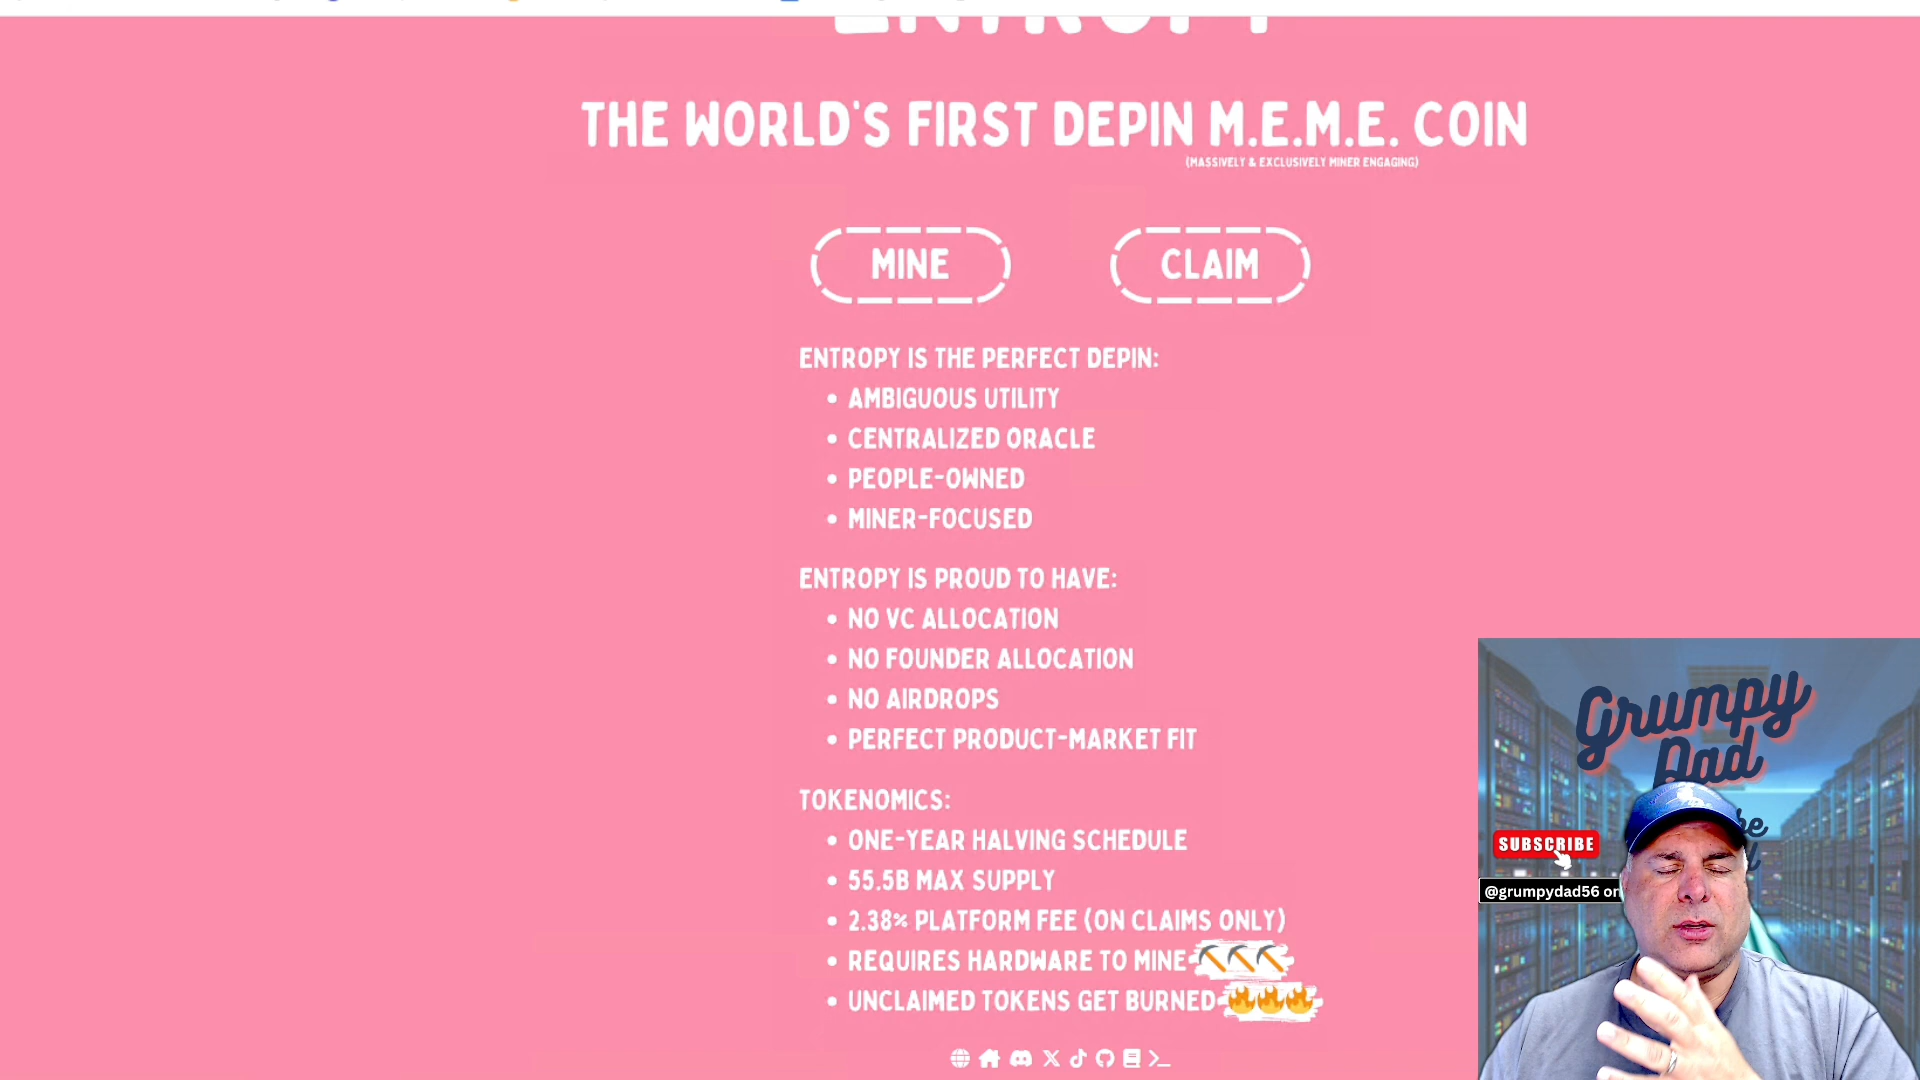 ENTROPY
THE WORLD'S FIRST DEPIN M.E.M.E. COIN
(MASSIVELY & EXCLUSIVELY MINER ENGAGING)
MINE
CLAIM
ENTROPY IS THE PERFECT DEPIN:
• AMBIGUOUS UTILITY
• CENTRALIZED ORACLE
• PEOPLE-OWNED
• MINER-FOCUSED
ENTROPY IS PROUD TO HAVE:
• NO VC ALLOCATION
• NO FOUNDER ALLOCATION
• NO AIRDROPS
• PERFECT PRODUCT-MARKET FIT
TOKENOMICS:
• ONE-YEAR HALVING SCHEDULE
• 55.5B MAX SUPPLY
• 2.38% PLATFORM FEE (ON CLAIMS ONLY)
• REQUIRES HARDWARE TO MINE
• UNCLAIMED TOKENS GET BURNED
Grumpy
Dad
SUBSCRIBE
@grumpydad56 on